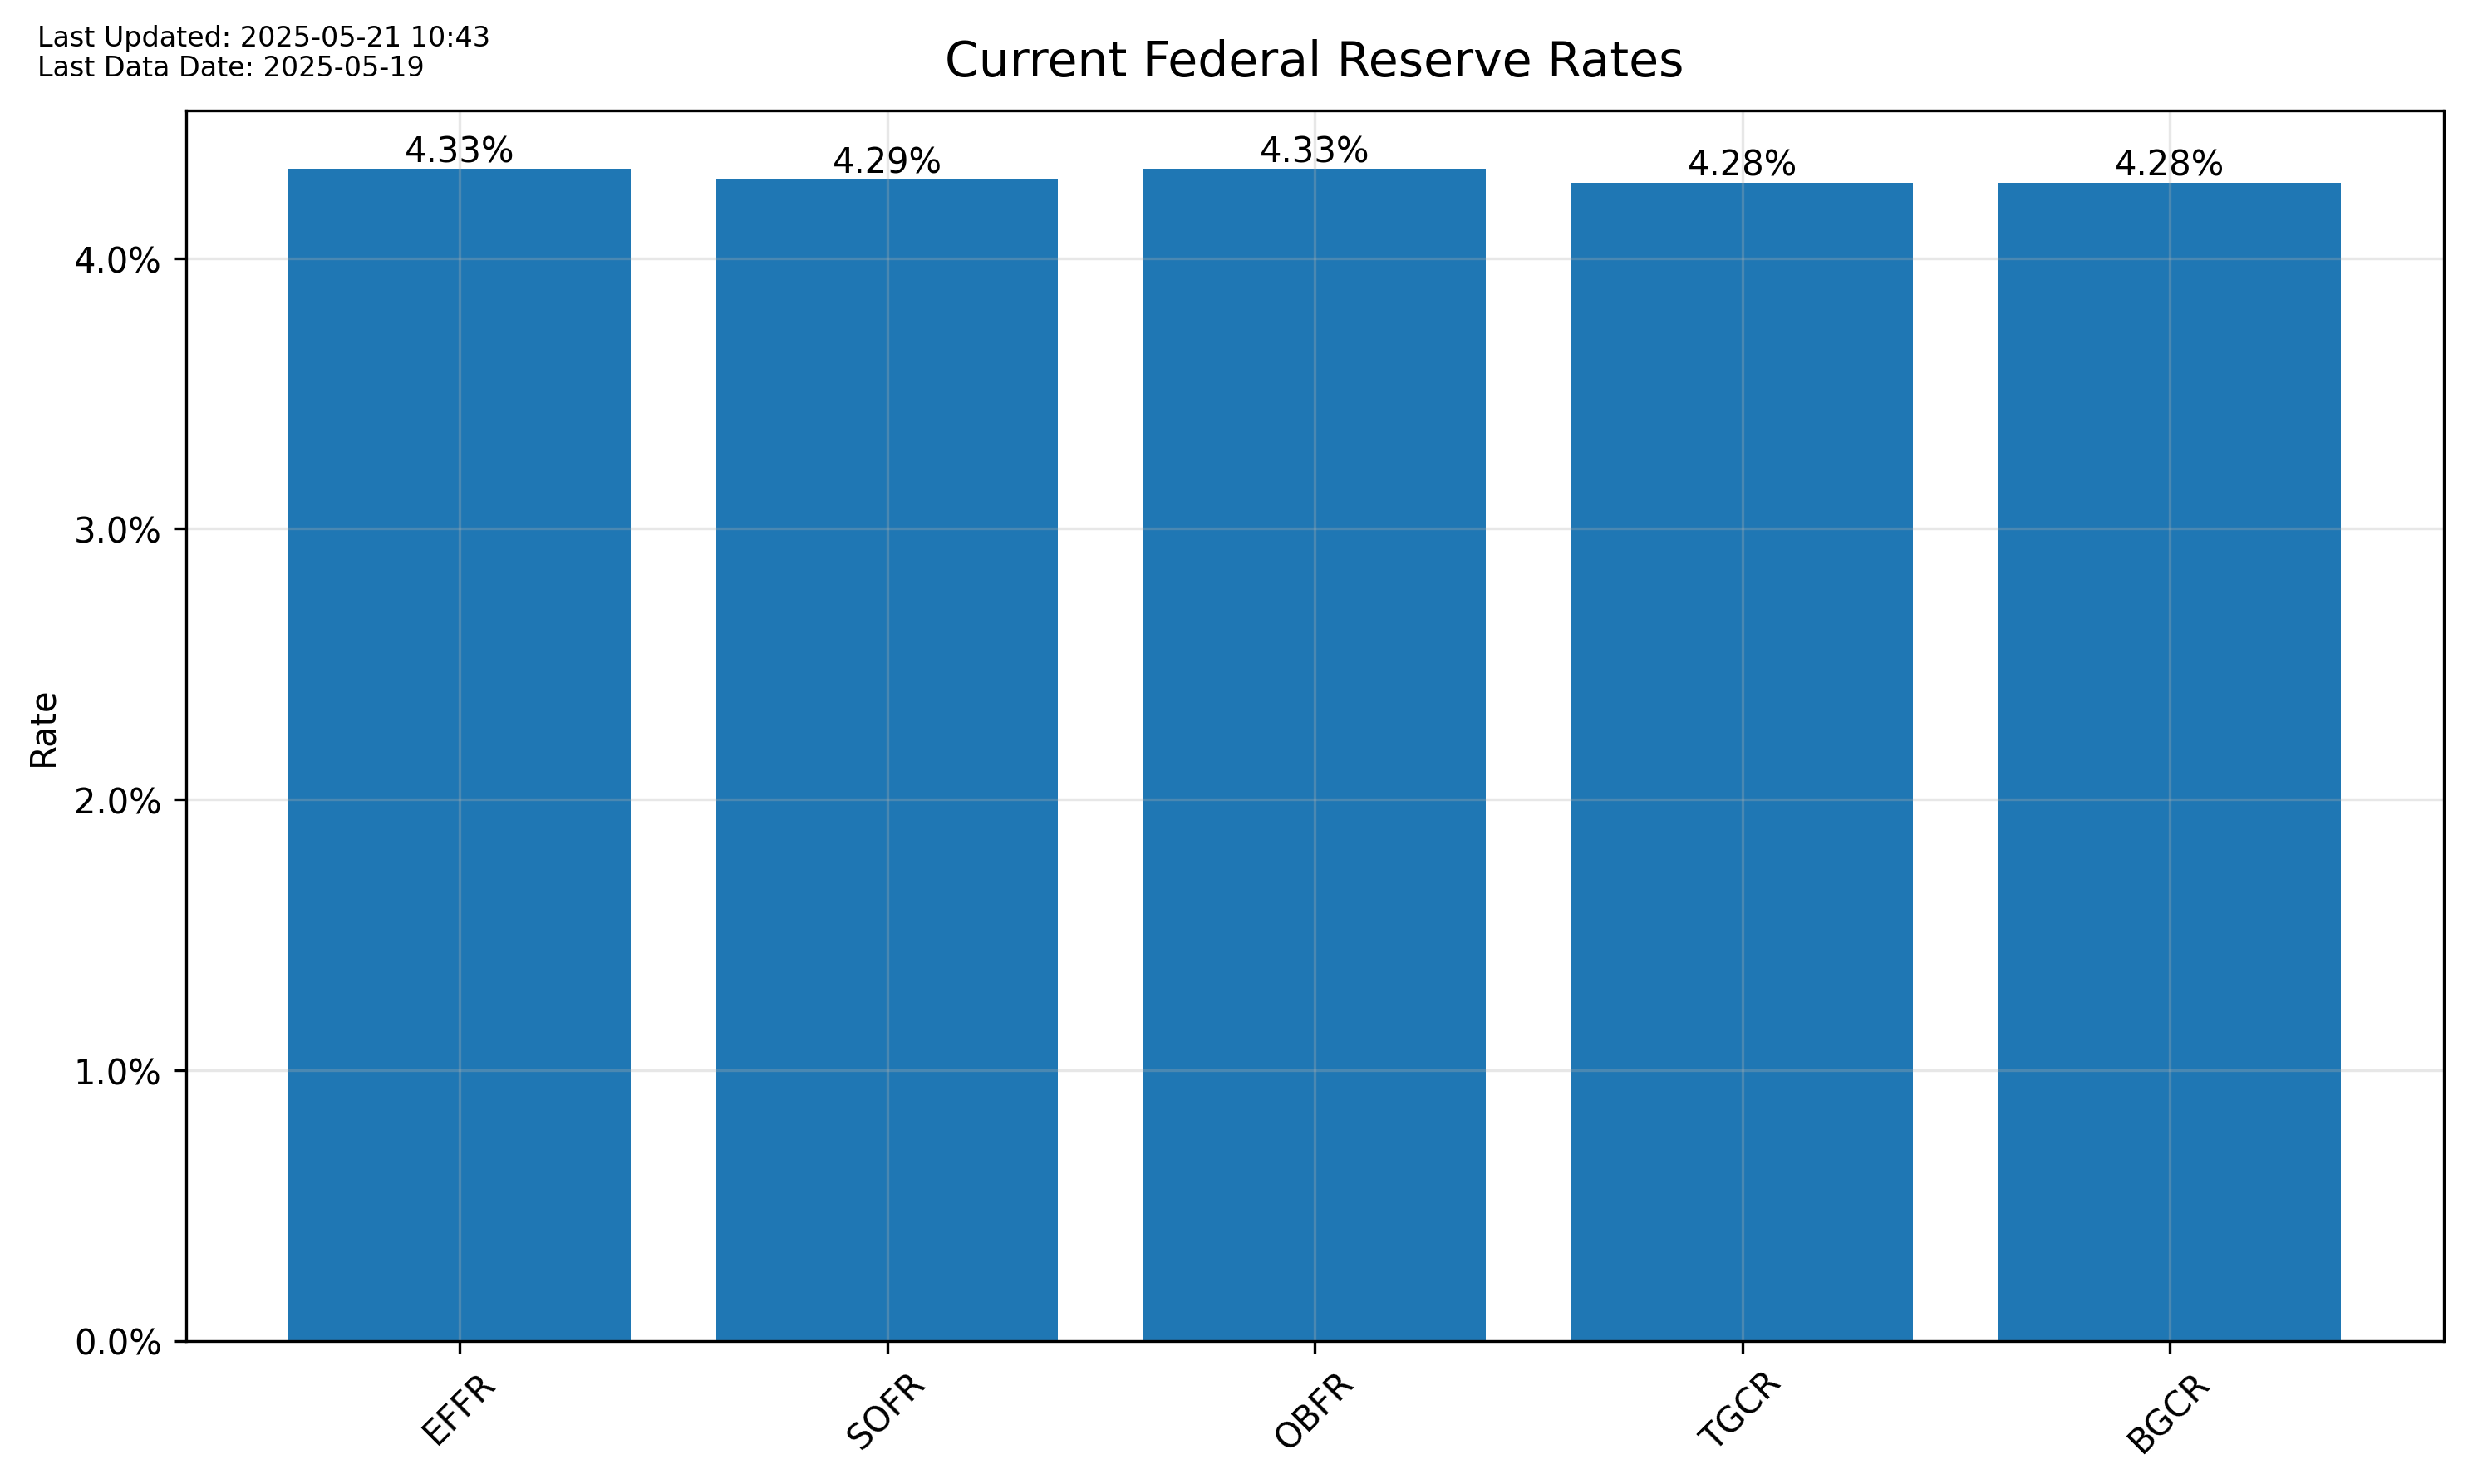 Last Updated: 2025-05-21 10:43
Last Data Date: 2025-05-19
Current Federal Reserve Rates
4.33%
4.29%
4.33%
4.28%
4.28%
4.0%
3.0%
2.0%
1.0%
0.0%
Rate
EFFR
SOFR
OBFR
TGCR
BGCR